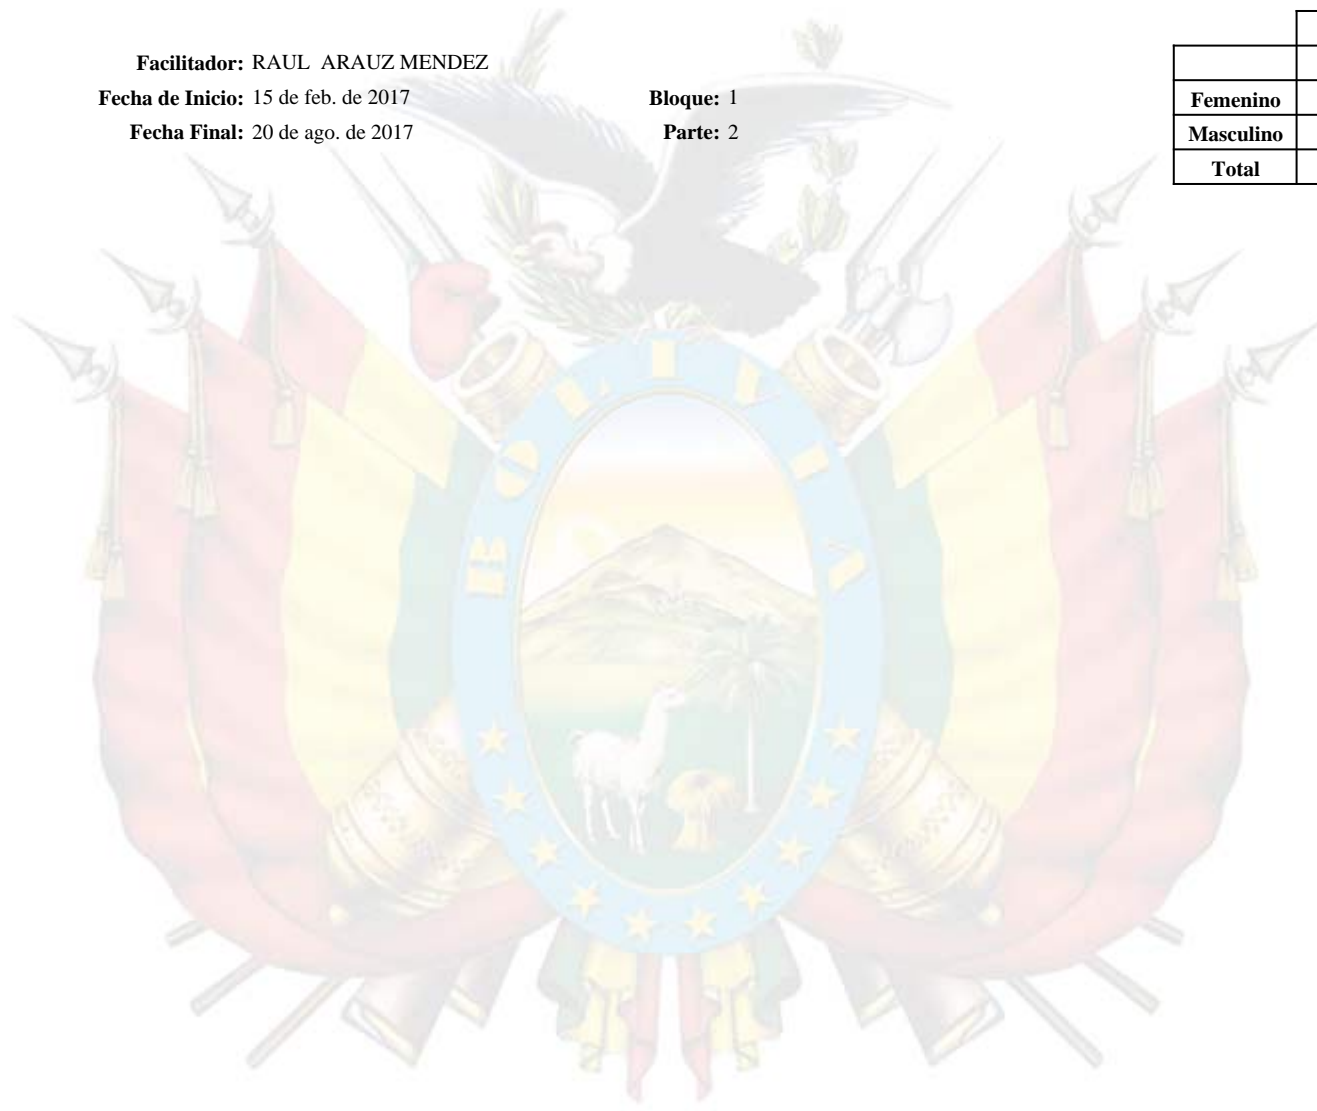 Facilitador: RAUL ARAUZ MENDEZ
Fecha de Inicio: 15 de feb. de 2017 Bloque: 1
Fecha Final: 20 de ago. de 2017 Parte: 2
Femenino
Masculino
Total
BOLIVIA